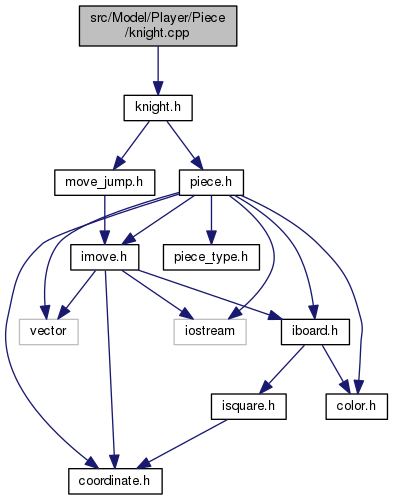 src/Model/Player/Piece
/knight.cpp
knight.h
move_jump.h
piece.h
imove.h
piece_type.h
vector
iostream
iboard.h
isquare.h
color.h
coordinate.h